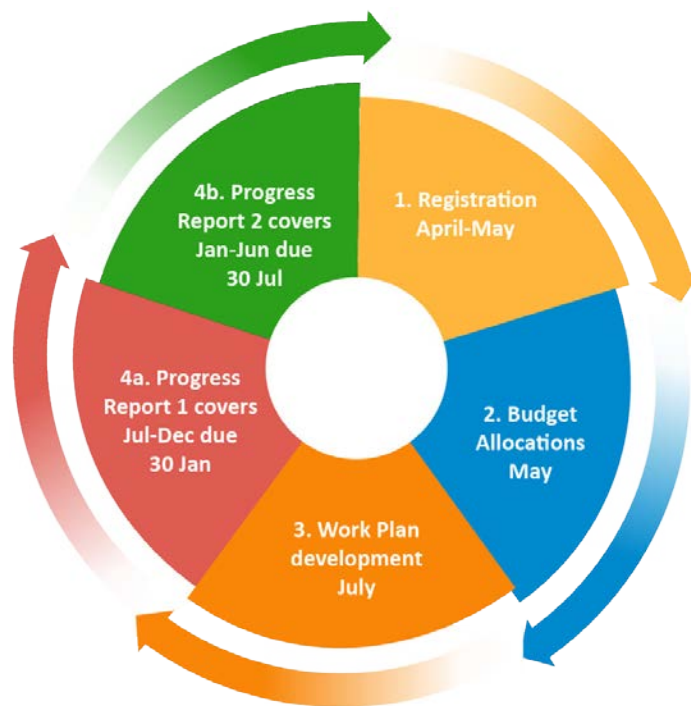 1. Registration
April-May
2. Budget
Allocations
May
3. Work Plan
development
July
4a. Progress
Report 1 covers
Jul-Dec due
30 Jan
4b. Progress
Report 2 covers
Jan-Jun due
30 Jul